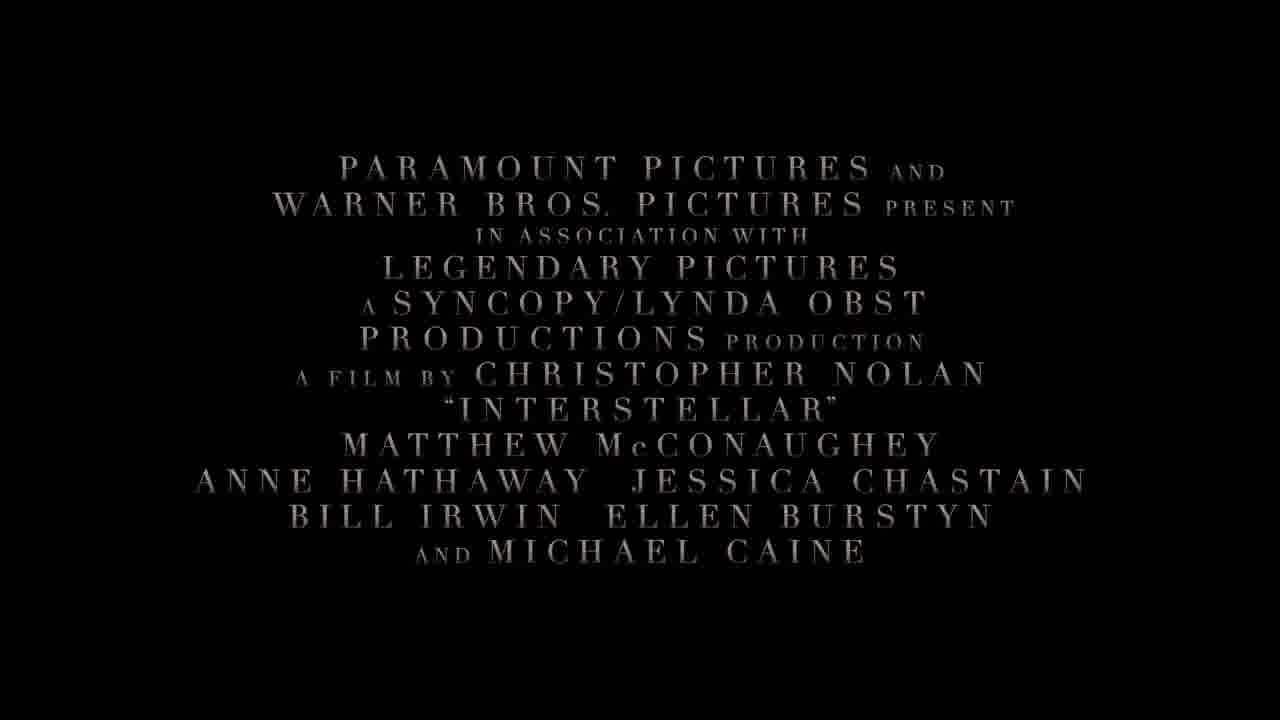 PARAMOUNT PICTURES AND
WARNER BROS. PICTURES PRESENT
IN ASSOCIATION WITH
LEGENDARY PICTURES
A SYNCOPY/LYNDA OBST
PRODUCTIONS PRODUCTION
A FILM BY CHRISTOPHER NOLAN
“INTERSTELLAR”
MATTHEW McCONAUGHEY
ANNE HATHAWAY JESSICA CHASTAIN
BILL IRWIN ELLEN BURSTYN
AND MICHAEL CAINE